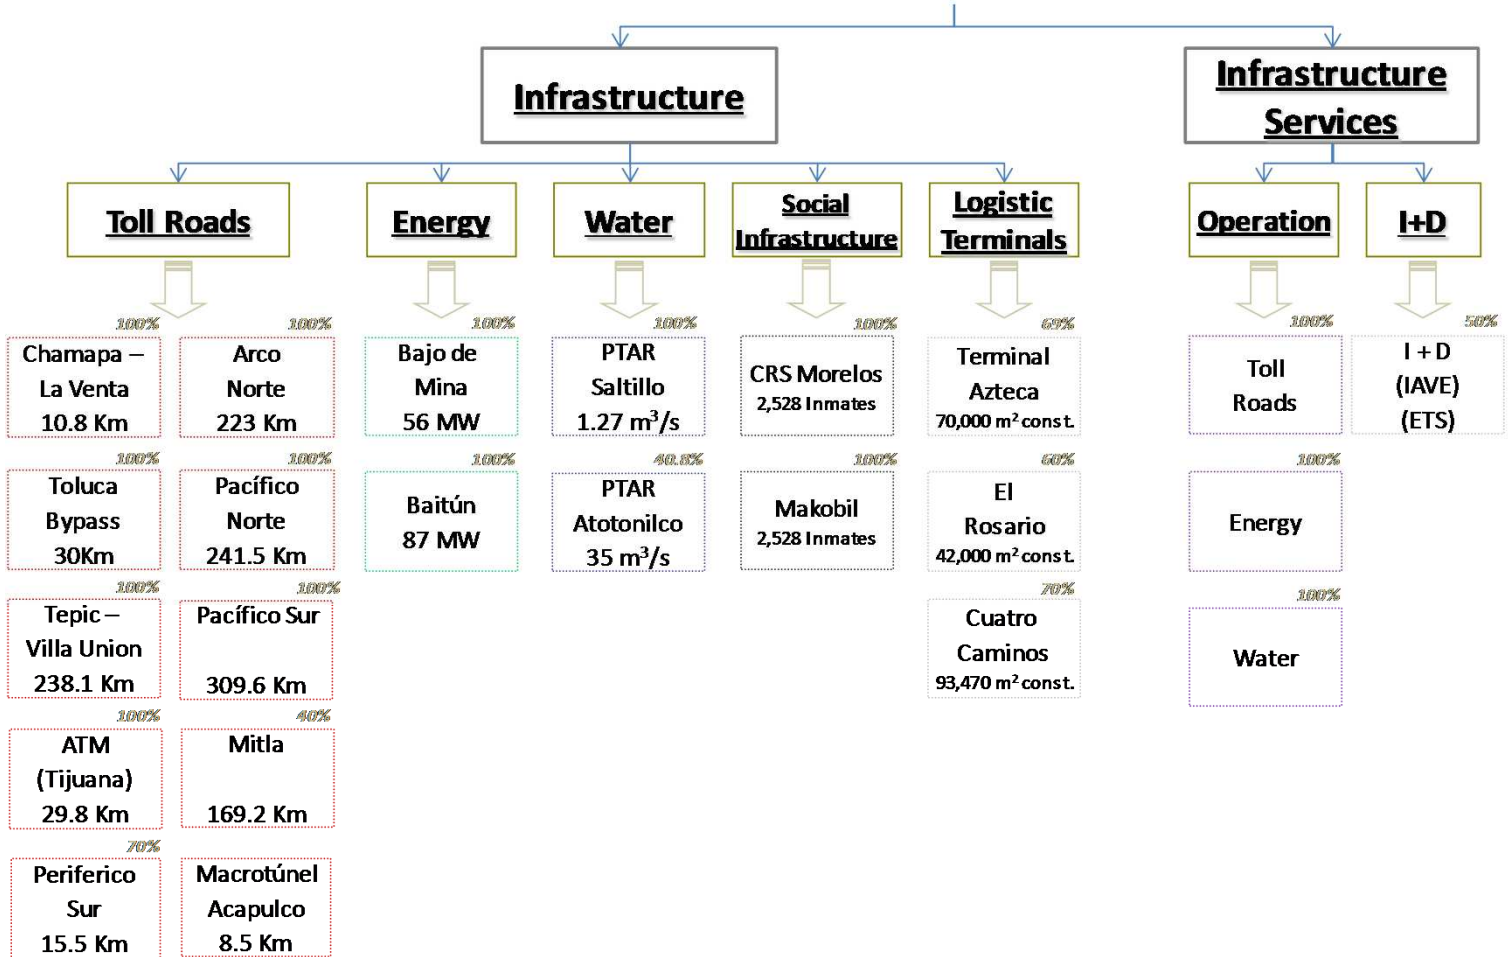 Infrastructure
Infrastructure
Services
Toll Roads
Energy
Water
Social
Infrastructure
Logistic
Terminals
Operation
I+D
100%
Chamapa –
La Venta
10.8 Km
100%
Arco
Norte
223 Km
100%
Toluca
Bypass
30Km
100%
Pacífico
Norte
241.5 Km
100%
Tepic –
Villa Union
238.1 Km
100%
Pacífico Sur
309.6 Km
100%
ATM
(Tijuana)
29.8 Km
40%
Mitla
169.2 Km
70%
Periferico
Sur
15.5 Km
Macrotúnel
Acapulco
8.5 Km
100%
Bajo de
Mina
56 MW
100%
Baitún
87 MW
100%
PTAR
Saltillo
1.27 m³/s
40.8%
PTAR
Atotonilco
35 m³/s
100%
CRS Morelos
2,528 Inmates
100%
Makobil
2,528 Inmates
69%
Terminal
Azteca
70,000 m² const.
60%
El
Rosario
42,000 m² const.
70%
Cuatro
Caminos
93,470 m² const.
100%
Toll
Roads
100%
Energy
100%
Water
50%
I + D
(IAVE)
(ETS)